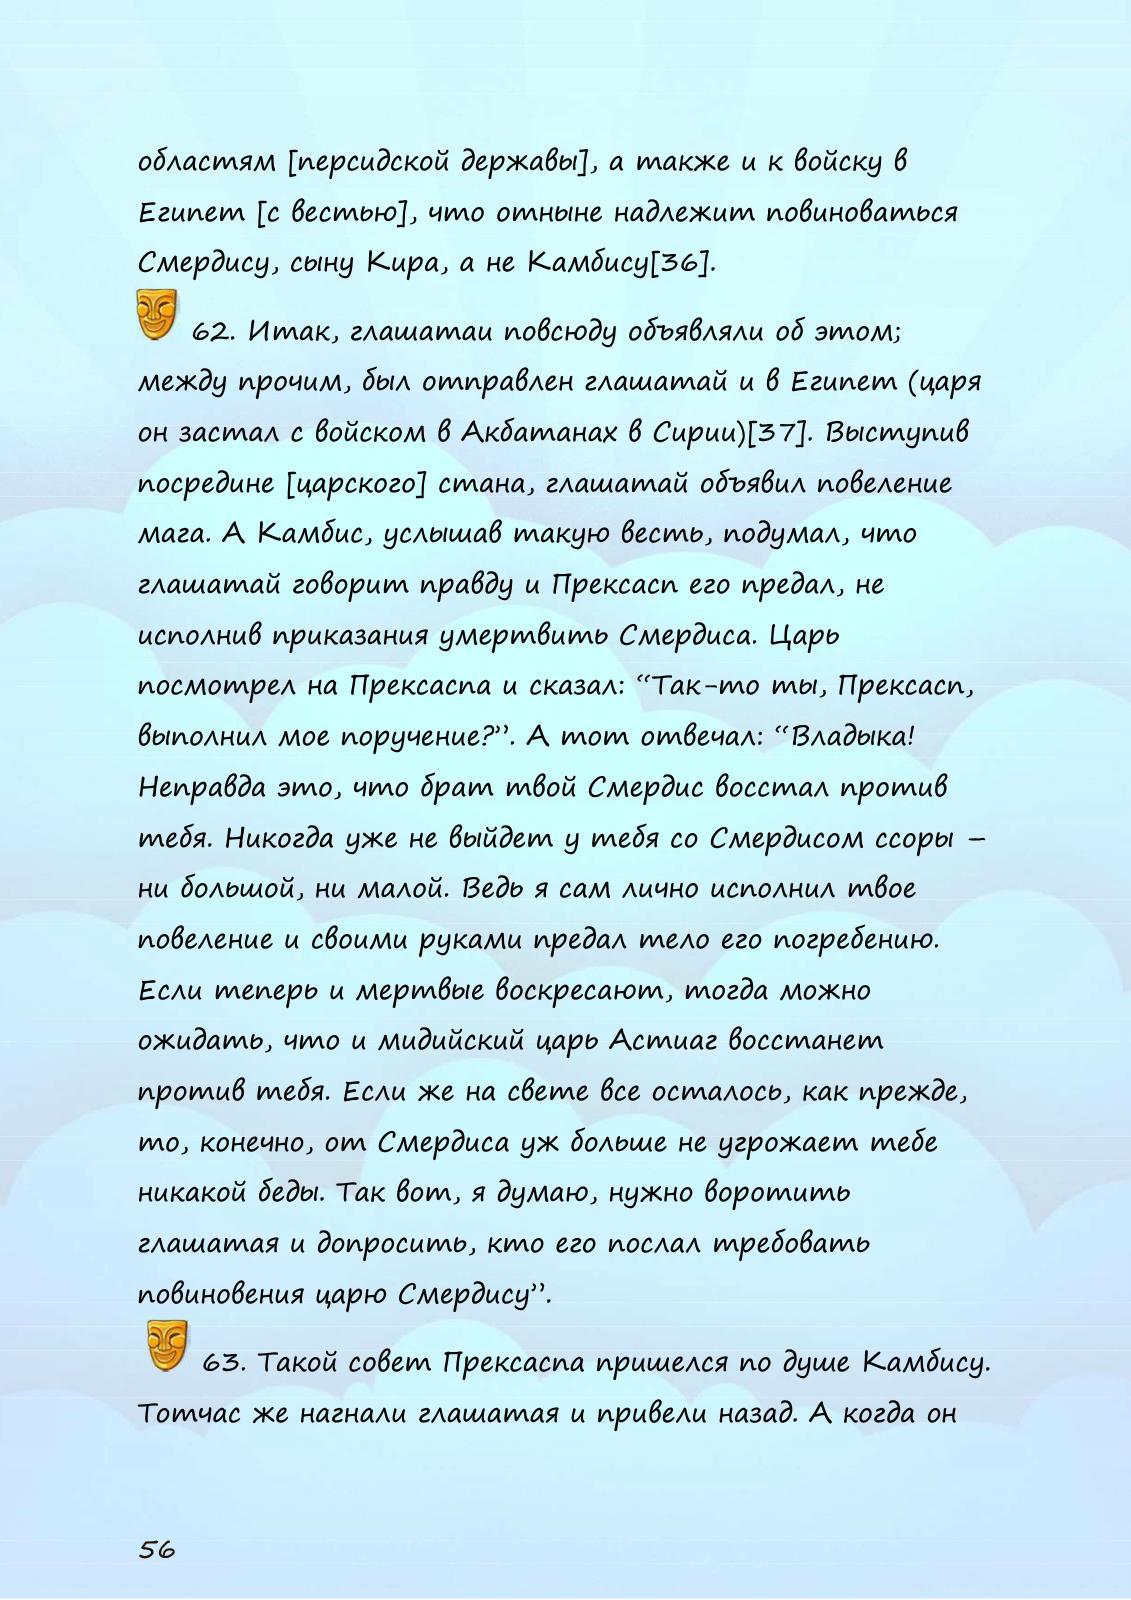 областям [персидской державы], а также и к войску в
Египет [с вестью], что отныне надлежит повиноваться
Смердису, сыну Кира, а не Камбису[36].
62. Итак, глашатаи повсюду объявляли об этом;
между прочим, был отправлен глашатай и в Египет (царя
он застал с войском в Акбатанах в Сирии)[37]. Выступив
посредине [царского] стана, глашатай объявил повеление
мага. А Камбис, услышав такую весть, подумал, что
глашатай говорит правду и Прексасп его предал, не
исполнив приказания умертвить Смердиса. Царь
посмотрел на Прексаспа и сказал: “Так-то ты, Прексасп,
выполнил мое поручение?”. А тот отвечал: “Владыка!
Неправда это, что брат твой Смердис восстал против
тебя. Никогда уже не выйдет у тебя со Смердисом ссоры –
ни большой, ни малой. Ведь я сам лично исполнил твое
повеление и своими руками предал тело его погребению.
Если теперь и мертвые воскресают, тогда можно
ожидать, что и мидийский царь Астиаг восстанет
против тебя. Если же на свете все осталось, как прежде,
то, конечно, от Смердиса уж больше не угрожает тебе
никакой беды. Так вот, я думаю, нужно воротить
глашатая и допросить, кто его послал требовать
повиновения царю Смердису”.
63. Такой совет Прексаспа пришелся по душе Камбису.
Тотчас же нагнали глашатая и привели назад. А когда он
56